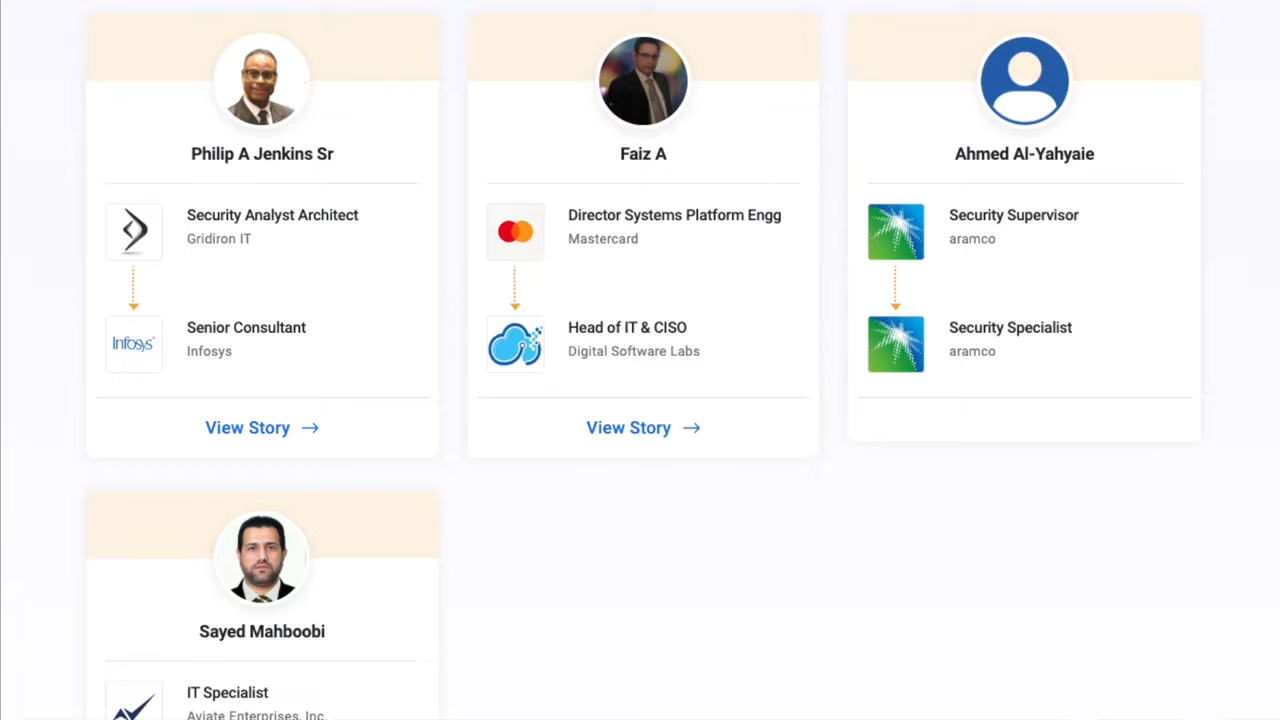 Philip A Jenkins Sr
Security Analyst Architect
Gridiron IT
Infosys
Senior Consultant
Infosys
View Story
Faiz A
Director Systems Platform Engg
Mastercard
Head of IT & CISO
Digital Software Labs
View Story
Ahmed Al-Yahyaie
Security Supervisor
aramco
Security Specialist
aramco
Sayed Mahboobi
IT Specialist
Aviate Enterprises, Inc.